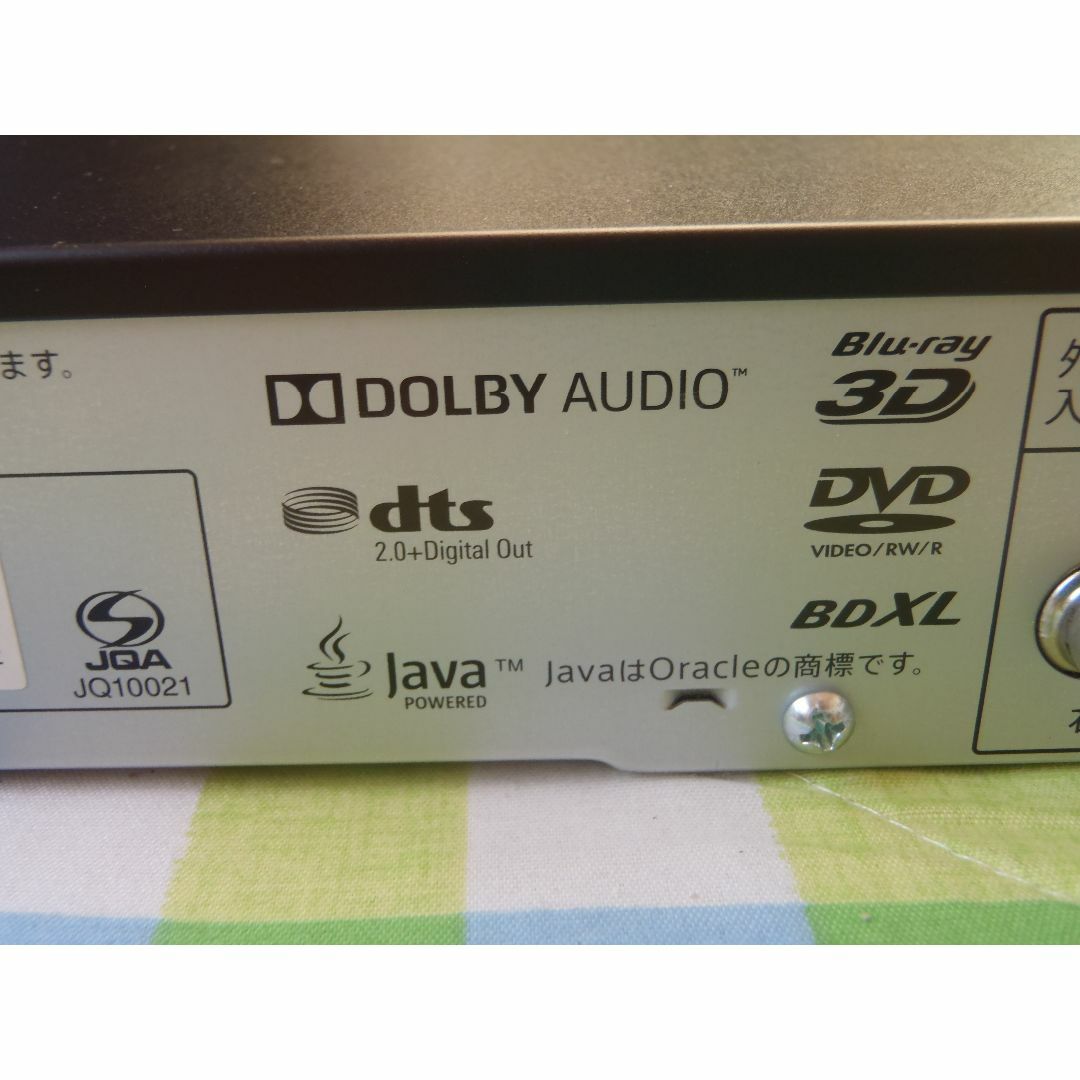 ます。
DOLBY AUDIO™
dts
2.0+Digital Out
Java™
POWERED
JavaはOracleの商標です。
Blu-ray
3D
DVD
VIDEO/RW/R
BDXL
JQA
JQ10021
入